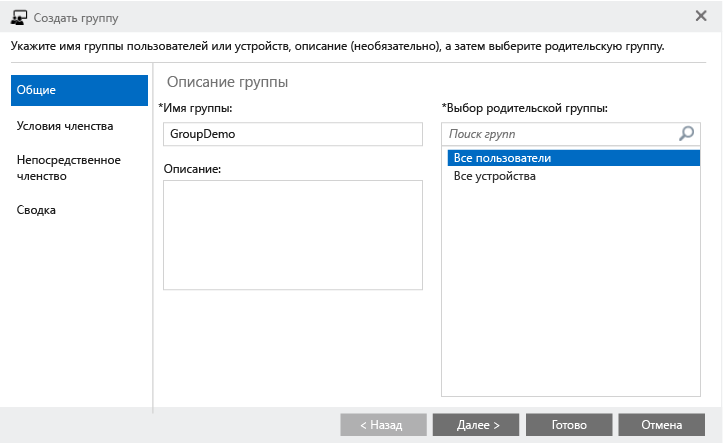 Создать группу
Укажите имя группы пользователей или устройств, описание (необязательно), а затем выберите родительскую группу.
Общие
Условия членства
Непосредственное
членство
Сводка
Описание группы
*Имя группы:
GroupDemo
Описание:
*Выбор родительской группы:
Поиск групп
Все пользователи
Все устройства
< Назад
Далее >
Готово
Отмена